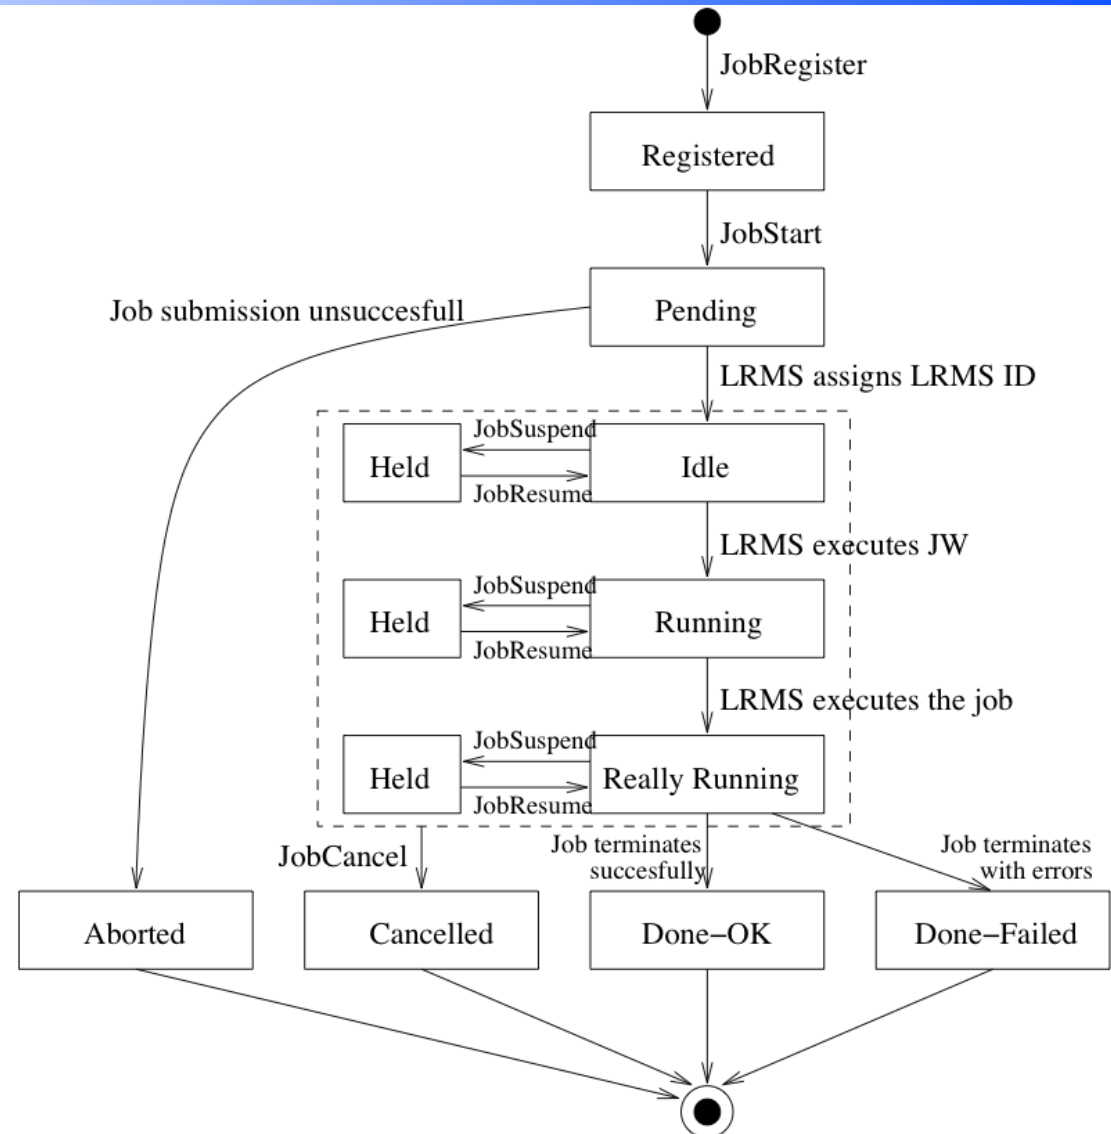 JobRegister
Registered
JobStart
Job submission unsuccesfull
Pending
LRMS assigns LRMS ID
JobSuspend
Held
Idle
JobResume
LRMS executes JW
JobSuspend
Held
Running
JobResume
LRMS executes the job
JobSuspend
Held
Really Running
JobResume
JobCancel
Job terminates
succesfully
Job terminates
with errors
Aborted
Cancelled
Done−OK
Done−Failed